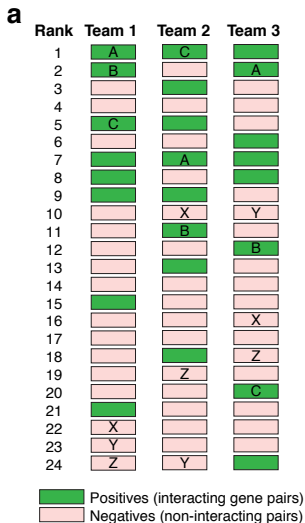 a
Rank Team 1 Team 2 Team 3
1 A C
2 B A
3
4
5 C
6
7 A
8
9
10 X Y
11 B
12 B
13
14
15
16 X
17
18 Z
19 Z
20 C
21
22 X
23 Y
24 Z Y
Positives (interacting gene pairs)
Negatives (non-interacting pairs)